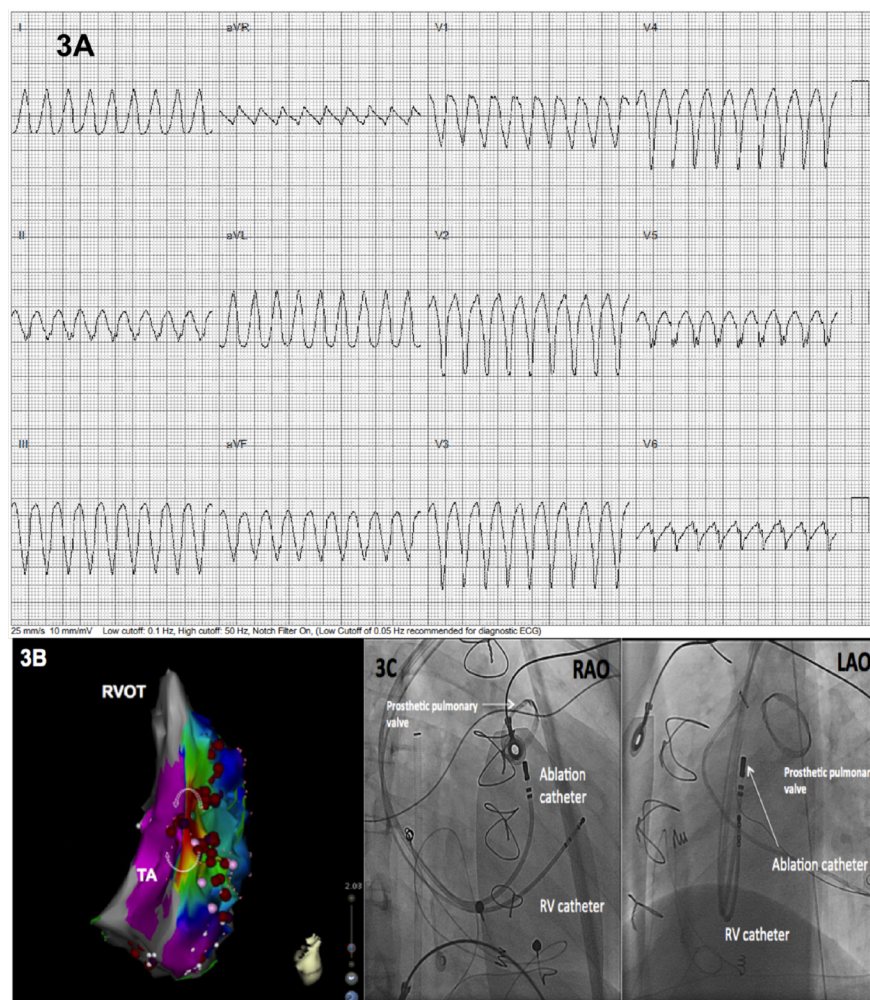 3A
I
aVR
V1
V4
II
aVL
V2
V5
III
aVF
V3
V6
25 mm/s 10 mm/mV Low cutoff: 0.1 Hz, High cutoff: 50 Hz, Notch Filter On, (Low Cutoff of 0.05 Hz recommended for diagnostic ECG)
3B
RVOT
TA
2.03
3C
RAO
Prosthetic pulmonary
valve
Ablation
catheter
RV catheter
LAO
Prosthetic pulmonary
valve
Ablation catheter
RV catheter